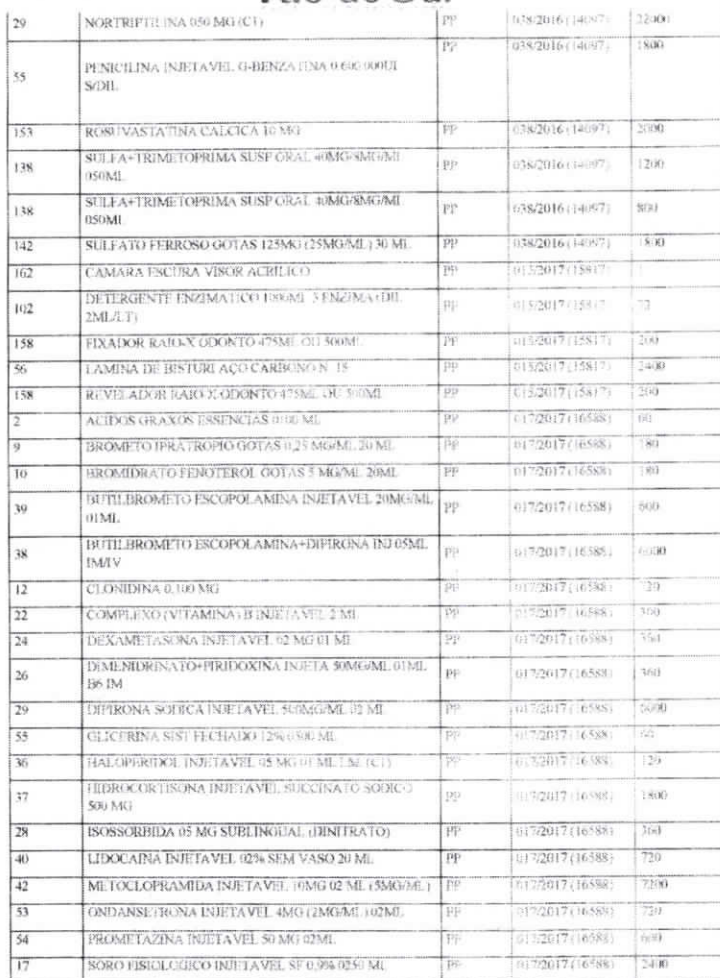 29 NORTRIPTILINA 050 MG (C1) PP 038/2016 (14097) 22000
55 PENICILINA INJETAVEL G-BENZATINA 0.600.000UI PP 038/2016 (14097) 1800
S/DIL
153 ROSUVASTATINA CALCICA 10 MG PP 038/2016 (14097) 2000
138 SULFA+TRIMETOPRIMA SUSP ORAL 40MG/8MG/ML PP 038/2016 (14097) 1200
050ML
138 SULFA+TRIMETOPRIMA SUSP ORAL 40MG/8MG/ML PP 038/2016 (14097) 800
050ML
142 SULFATO FERROSO GOTAS 125MG (25MG/ML) 30 ML PP 038/2016 (14097) 1800
162 CAMARA ESCURA VISOR ACRILICO PP 015/2017 (15817)
102 DETERGENTE ENZIMATICO 1000ML 3 ENZIMA (DIL PP 015/2017 (15817)
2ML/LT)
158 FIXADOR RAIO-X ODONTO 475ML OU 500ML PP 015/2017 (15817) 200
56 LAMINA DE BISTURI AÇO CARBONO N. 15 PP 015/2017 (15817) 2400
158 REVELADOR RAIO-X ODONTO 475ML OU 500ML PP 015/2017 (15817) 200
2 ACIDOS GRAXOS ESSENCIAS 0100 ML PP 017/2017 (16588) 60
9 BROMETO IPRATROPIO GOTAS 0,25 MG/ML 20 ML PP 017/2017 (16588) 180
10 BROMIDRATO FENOTEROL GOTAS 5 MG/ML 20ML PP 017/2017 (16588) 180
39 BUTILBROMETO ESCOPOLAMINA INJETAVEL 20MG/ML PP 017/2017 (16588) 600
01ML
38 BUTILBROMETO ESCOPOLAMINA+DIPIRONA INJ 05ML PP 017/2017 (16588) 6000
IM/IV
12 CLONIDINA 0,100 MG PP 017/2017 (16588)
22 COMPLEXO (VITAMINA) B INJETAVEL 2 ML PP 017/2017 (16588) 300
24 DEXAMETASONA INJETAVEL 02 MG 01 ML PP 017/2017 (16588)
26 DIMENIDRINATO+PIRIDOXINA INJETA 50MG/ML 01ML PP 017/2017 (16588) 360
B6 IM
29 DIPIRONA SODICA INJETAVEL 500MG/ML 02 ML PP 017/2017 (16588)
55 GLICERINA SIST FECHADO 12% 0500 ML PP 017/2017 (16588)
36 HALOPERIDOL INJETAVEL 05 MG 01 ML I.M. (C1) PP 017/2017 (16588) 120
37 HIDROCORTISONA INJETAVEL SUCCINATO SODICO PP 017/2017 (16588) 1800
500 MG
28 ISOSSORBIDA 05 MG SUBLINGUAL (DINITRATO) PP 017/2017 (16588) 360
40 LIDOCAINA INJETAVEL 02% SEM VASO 20 ML PP 017/2017 (16588) 720
42 METOCLOPRAMIDA INJETAVEL 10MG 02 ML (5MG/ML) PP 017/2017 (16588) 7200
53 ONDANSETRONA INJETAVEL 4MG (2MG/ML) 02ML PP 017/2017 (16588) 720
54 PROMETAZINA INJETAVEL 50 MG 02ML PP 017/2017 (16588) 600
17 SORO FISIOLOGICO INJETAVEL SF 0,9% 0250 ML PP 017/2017 (16588) 2400